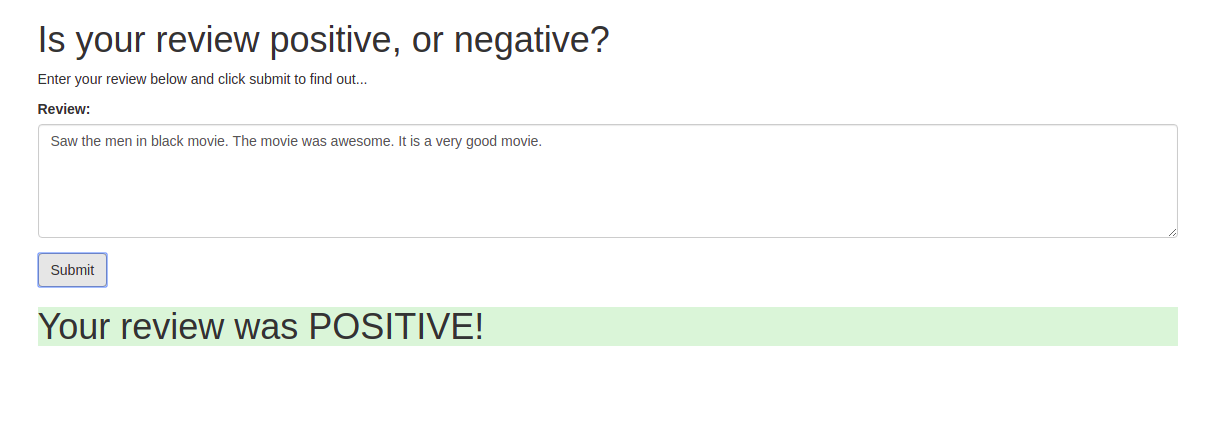 Is your review positive, or negative?
Enter your review below and click submit to find out...
Review:
Saw the men in black movie. The movie was awesome. It is a very good movie.
Submit
Your review was POSITIVE!